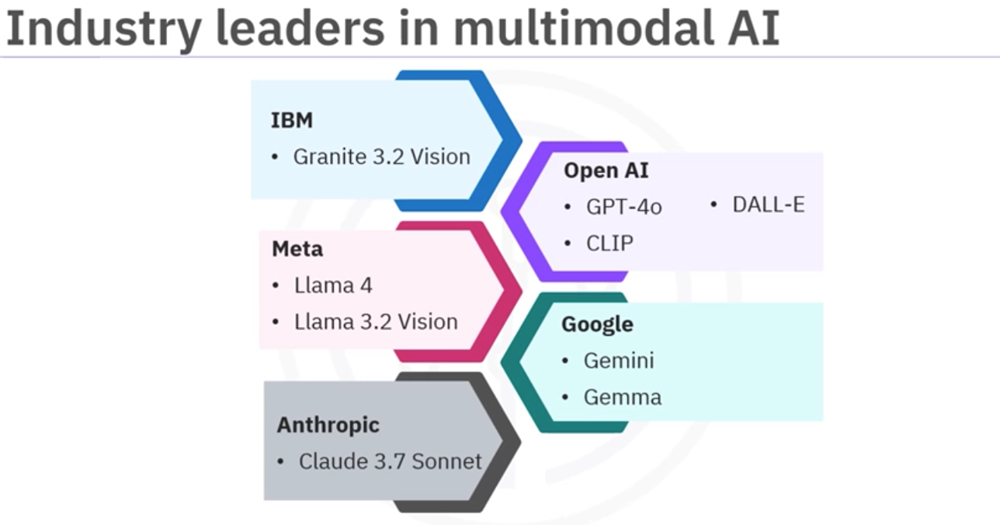 Industry leaders in multimodal AI
IBM
• Granite 3.2 Vision
Open AI
• GPT-4o
• DALL-E
• CLIP
Meta
• Llama 4
• Llama 3.2 Vision
Google
• Gemini
• Gemma
Anthropic
• Claude 3.7 Sonnet